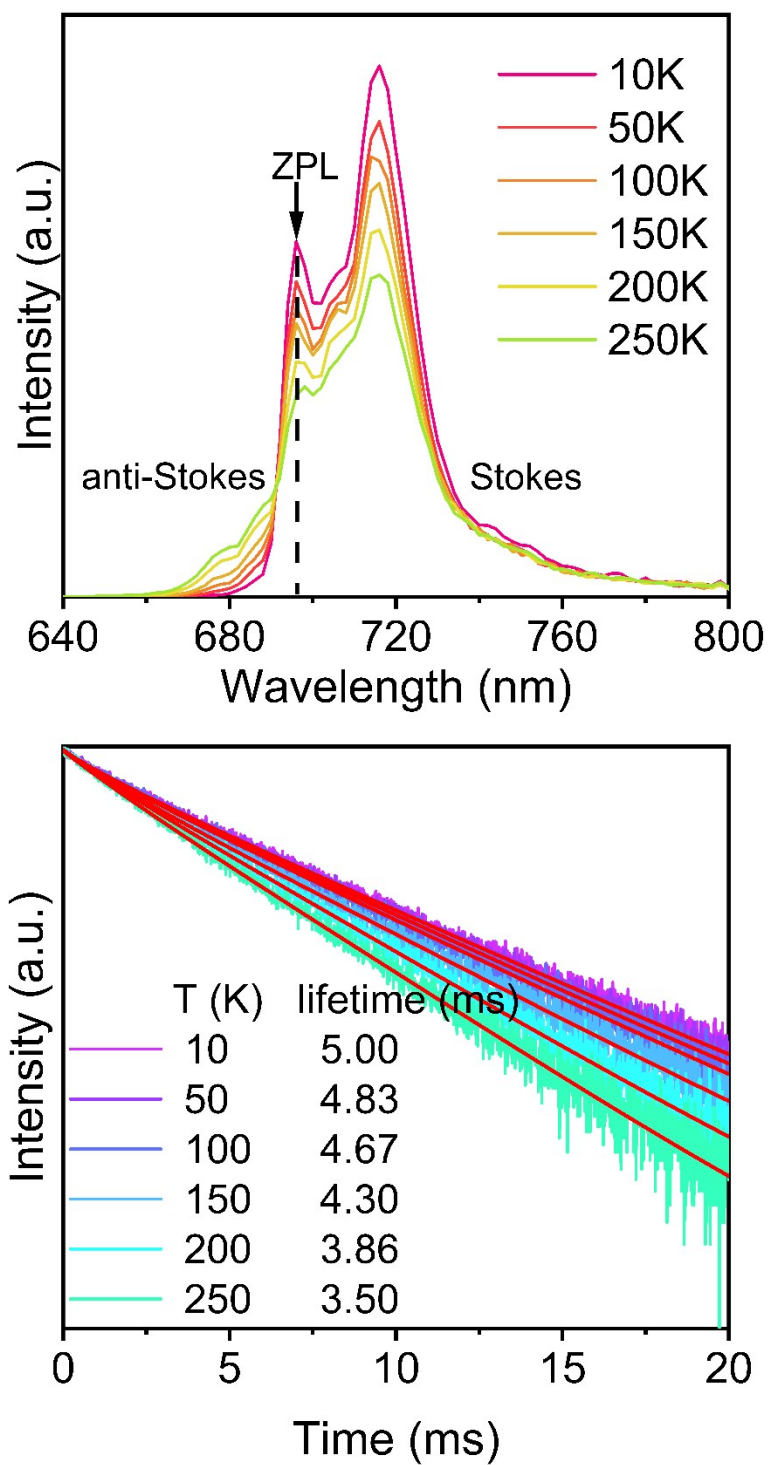 10K
50K
ZPL
100K
150K
200K
250K
Intensity (a.u.)
anti-Stokes
Stokes
640 680 720 760 800
Wavelength (nm)
Intensity (a.u.)
T (K) lifetime (ms)
10 5.00
50 4.83
100 4.67
150 4.30
200 3.86
250 3.50
0 5 10 15 20
Time (ms)